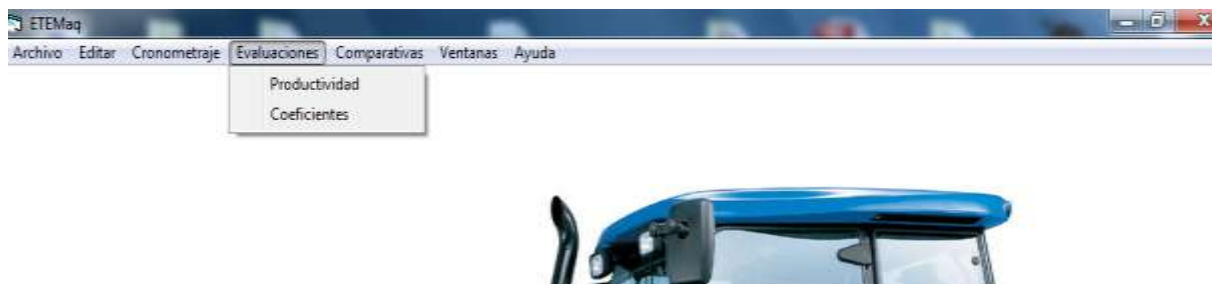 ETEMaq
Archivo Editar Cronometraje Evaluaciones Comparativas Ventanas Ayuda
Productividad
Coeficientes